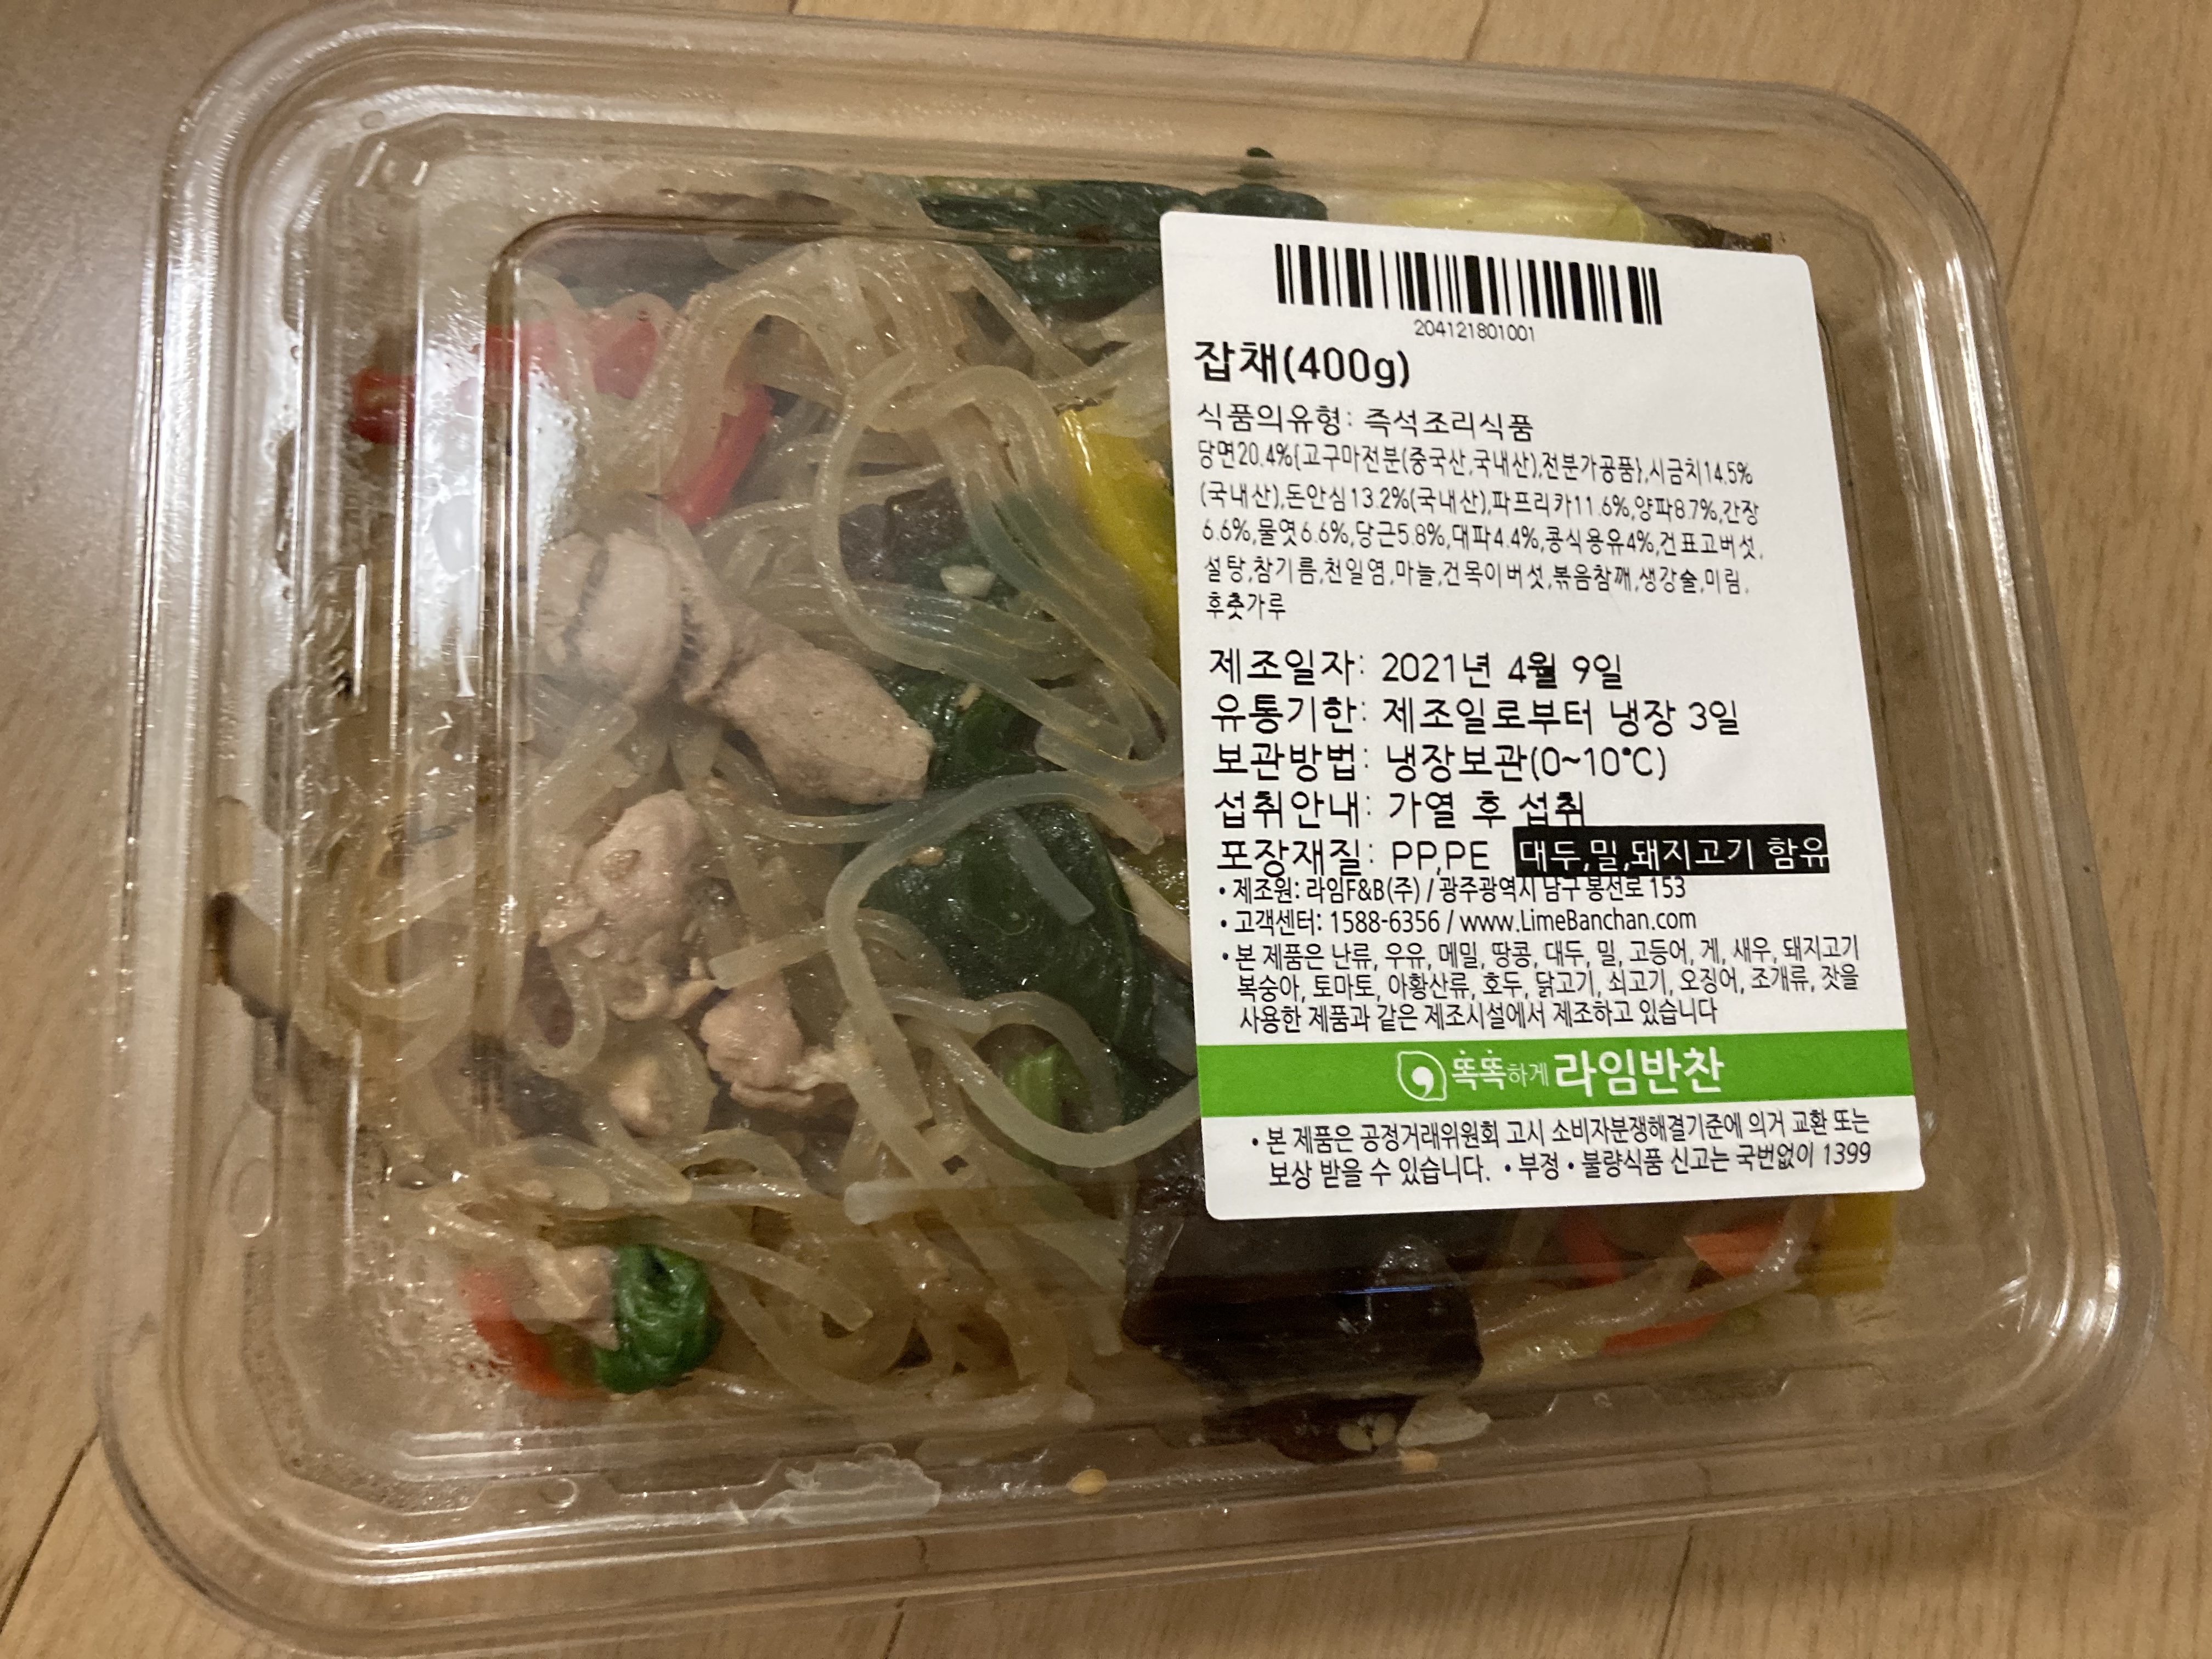 204121801001
잡채(400g)
식품의유형: 즉석조리식품
당면20.4%{고구마전분(중국산,국내산),전분가공품},시금치14.5%
(국내산),돈안심13.2%(국내산),파프리카11.6%,양파8.7%,간장
6.6%,물엿6.6%,당근5.8%,대파4.4%,콩식용유4%,건표고버섯,
설탕,참기름,천일염,마늘,건목이버섯,볶음참깨,생강술,미림,
후춧가루
제조일자: 2021년 4월 9일
유통기한: 제조일로부터 냉장 3일
보관방법: 냉장보관(0~10℃)
섭취안내: 가열 후 섭취
포장재질: PP,PE 대두,밀,돼지고기 함유
• 제조원: 라임F&B(주) / 광주광역시 남구 봉선로 153
• 고객센터: 1588-6356 / www.LimeBanchan.com
• 본 제품은 난류, 우유, 메밀, 땅콩, 대두, 밀, 고등어, 게, 새우, 돼지고기
복숭아, 토마토, 아황산류, 호두, 닭고기, 쇠고기, 오징어, 조개류, 잣을
사용한 제품과 같은 제조시설에서 제조하고 있습니다
똑똑하게 라임반찬
• 본 제품은 공정거래위원회 고시 소비자분쟁해결기준에 의거 교환 또는
보상 받을 수 있습니다. • 부정 • 불량식품 신고는 국번없이 1399